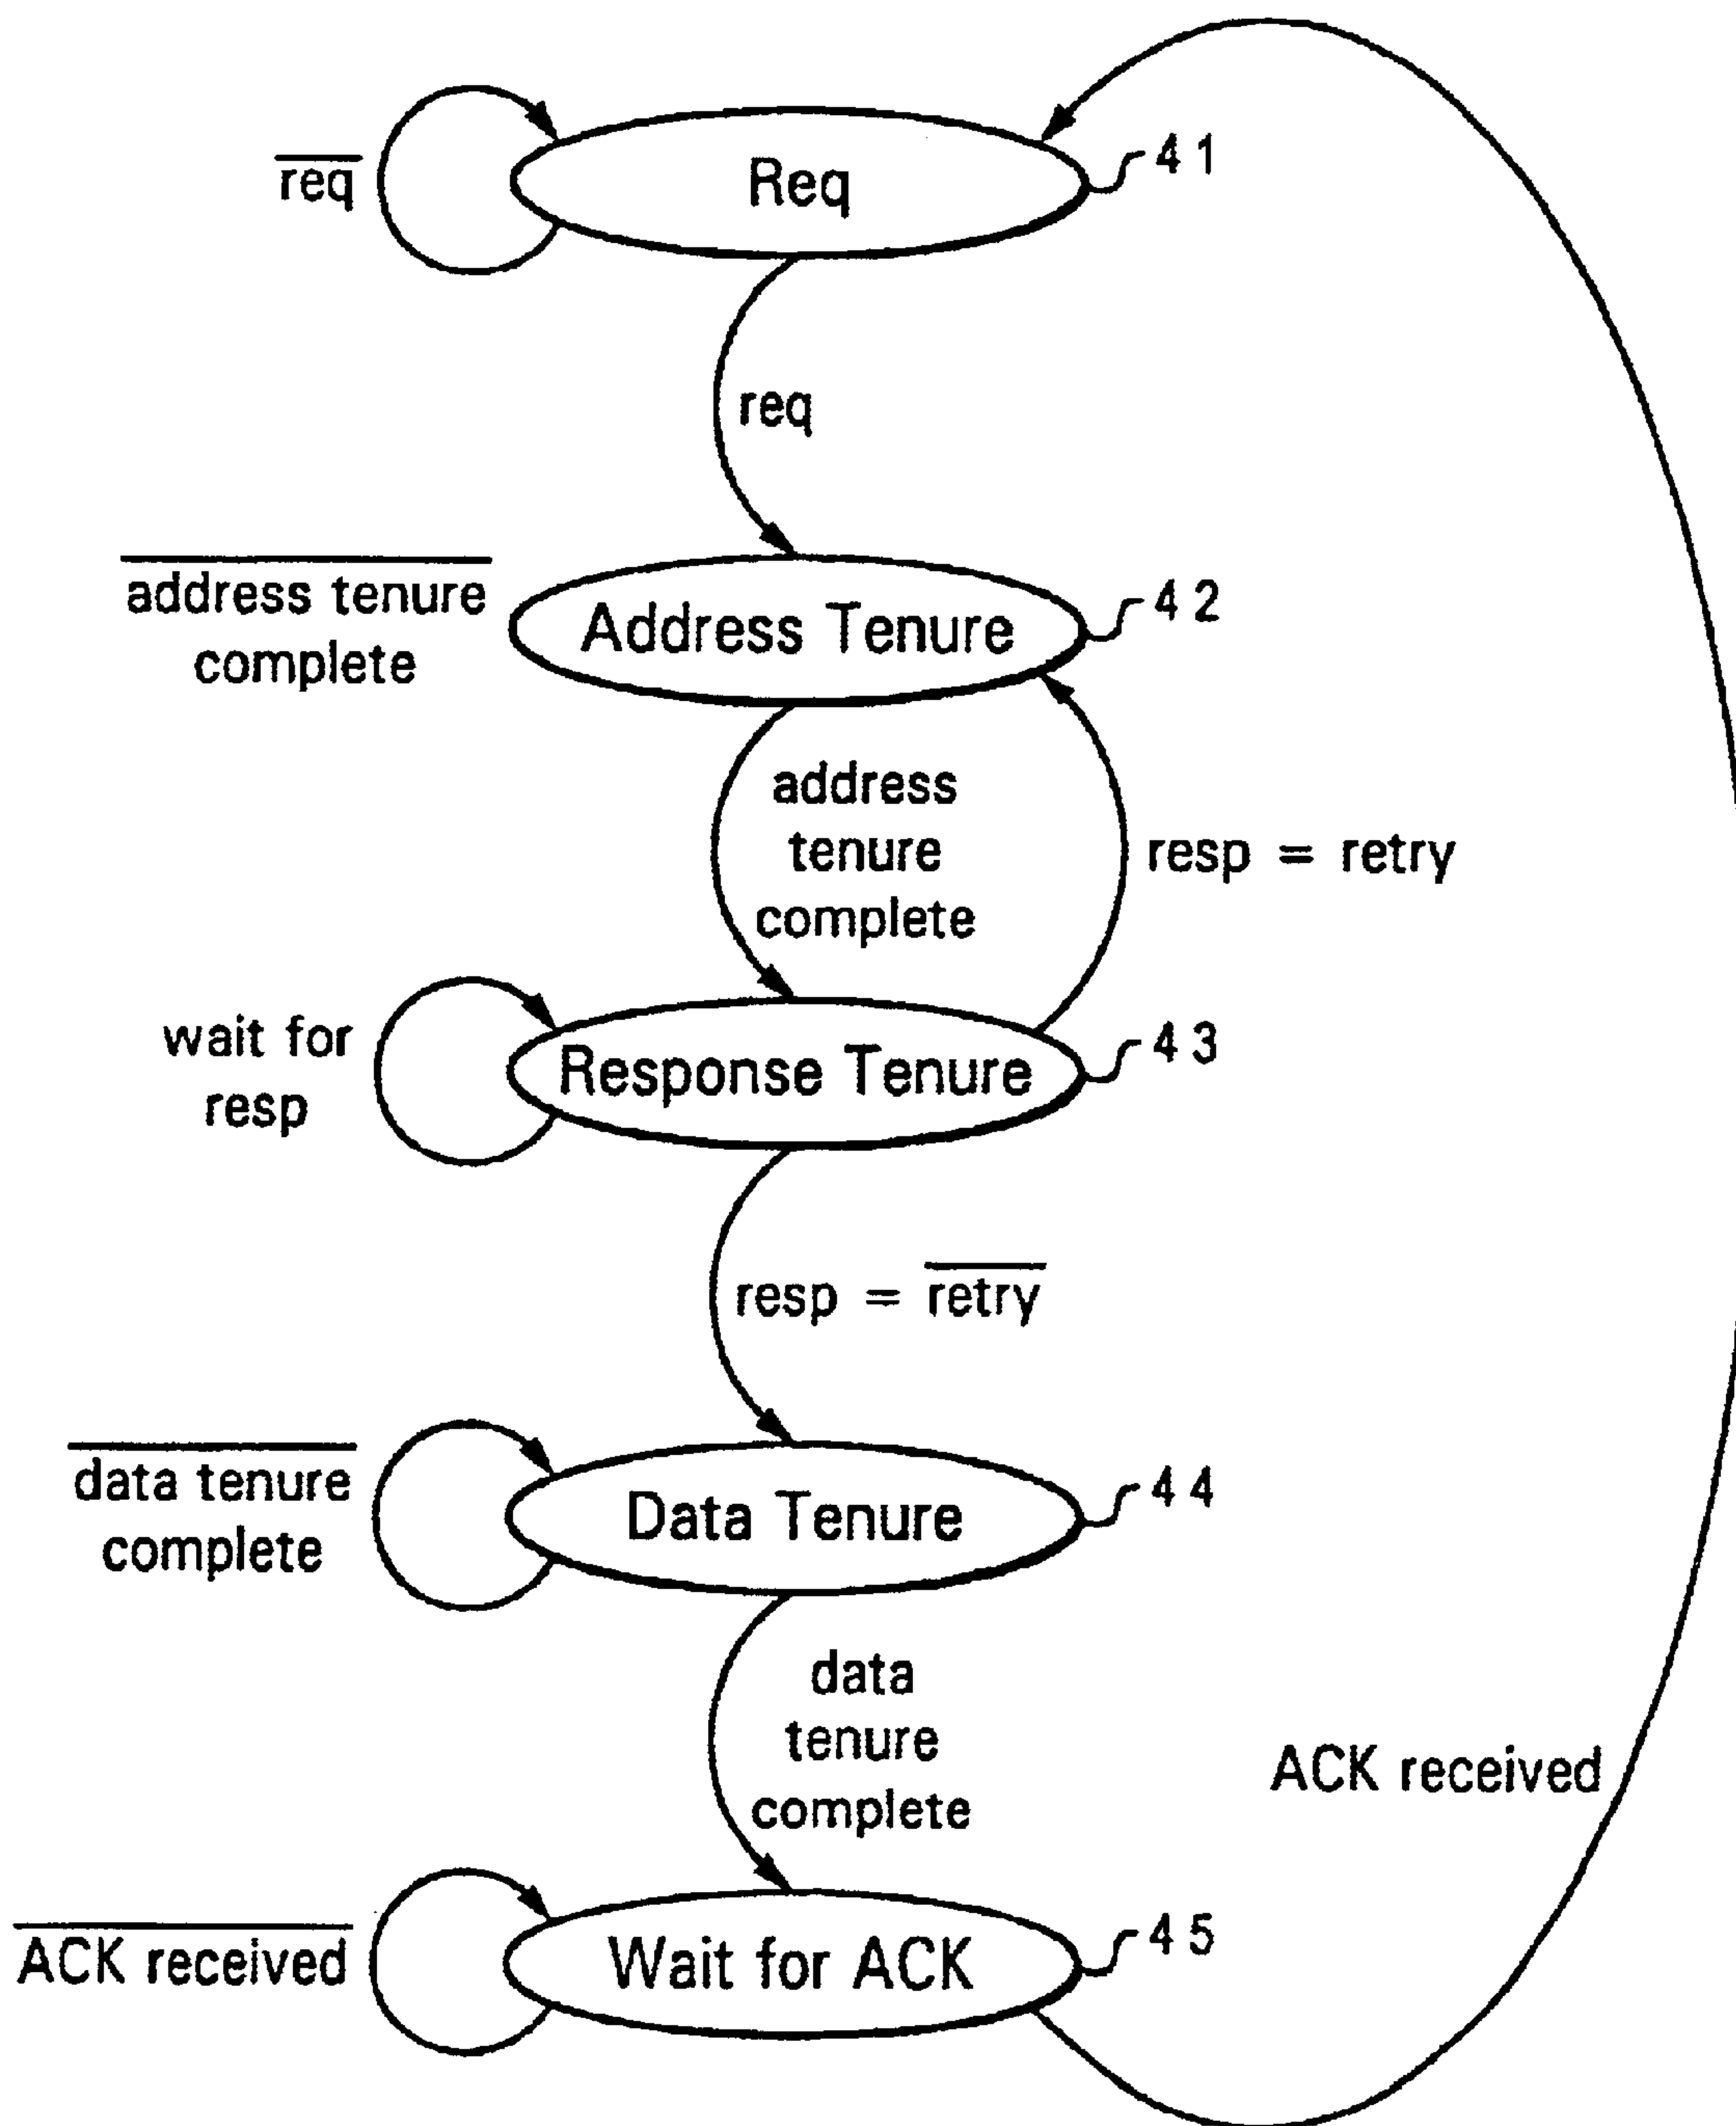 req
Req
41
req
address tenure
complete
Address Tenure
42
address
tenure
complete
resp = retry
wait for
resp
Response Tenure
43
resp = retry
data tenure
complete
Data Tenure
44
data
tenure
complete
ACK received
ACK received
Wait for ACK
45